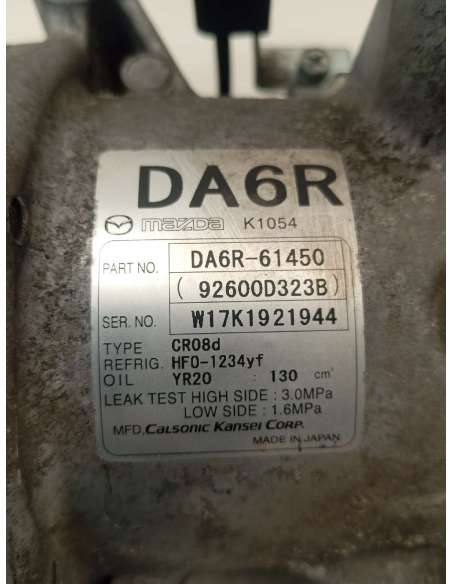 DA6R
mazda K1054
PART NO. DA6R-61450
(92600D323B)
SER. NO. W17K1921944
TYPE CR08d
REFRIG. HFO-1234yf
OIL YR20 : 130 cm³
LEAK TEST HIGH SIDE : 3.0MPa
LOW SIDE : 1.6MPa
MFD. CALSONIC KANSEI CORP.
MADE IN JAPAN